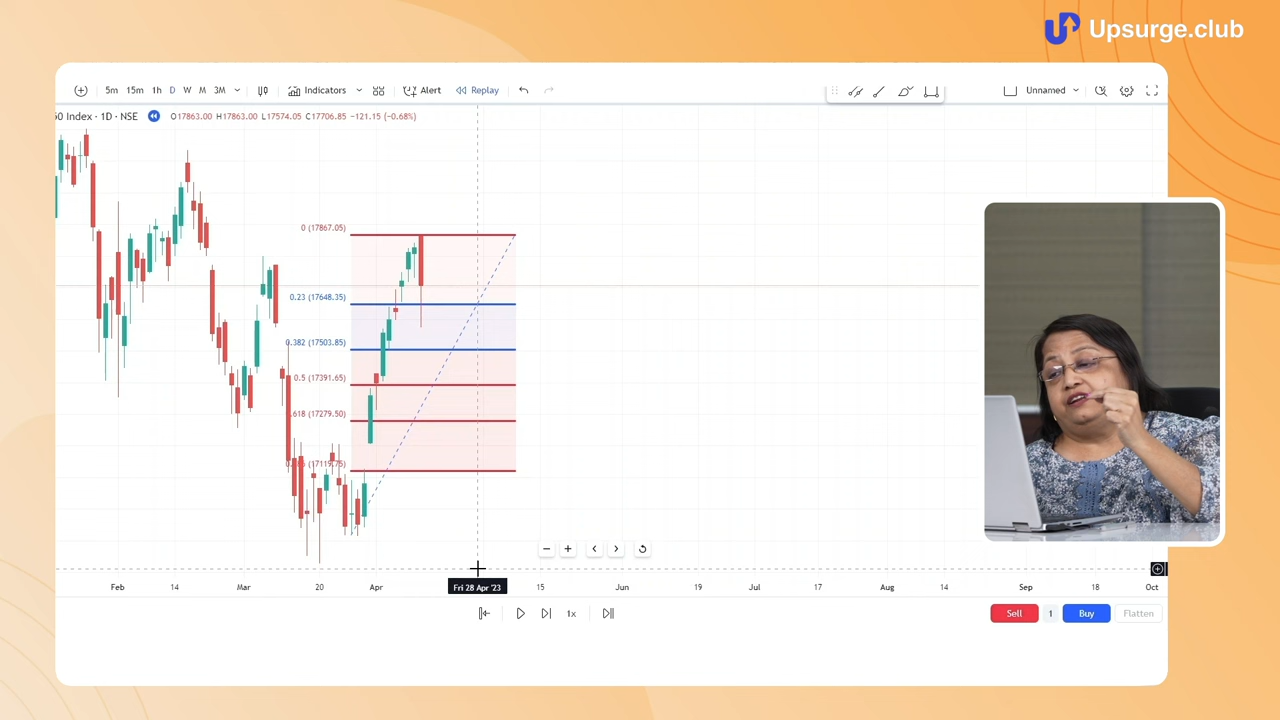 Upsurge.club
5m 15m 1h D W M 3M Indicators Alert Replay Unnamed
50 Index · 1D · NSE O17863.00 H17863.00 L17574.05 C17706.85 −121.15 (−0.68%)
0 (17867.05)
0.23 (17648.35)
0.382 (17503.85)
0.5 (17391.65)
.618 (17279.50)
(17119.75)
Feb 14 Mar 20 Apr Fri 28 Apr '23 15 Jun 19 Jul 17 Aug 14 Sep 18 Oct
1x Sell 1 Buy Flatten